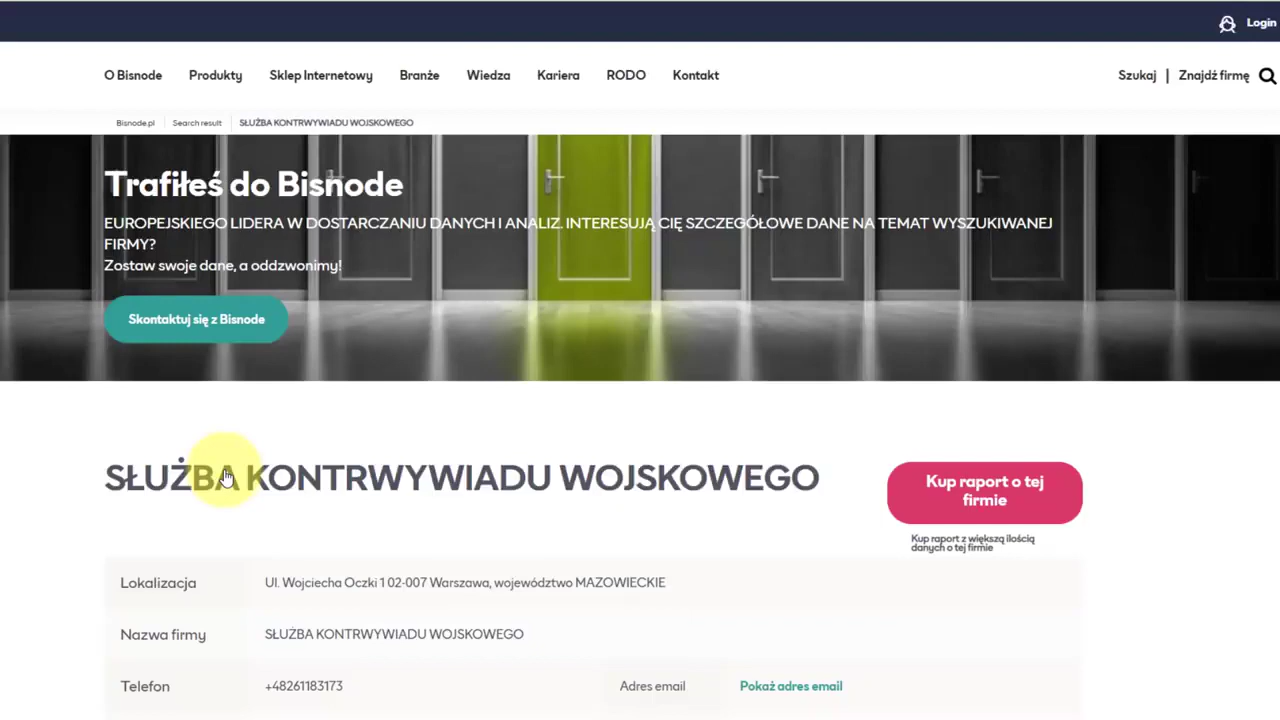 Login
O Bisnode Produkty Sklep Internetowy Branże Wiedza Kariera RODO Kontakt Szukaj | Znajdź firmę
Bisnode.pl Search result SŁUŻBA KONTRWYWIADU WOJSKOWEGO
Trafiłeś do Bisnode
EUROPEJSKIEGO LIDERA W DOSTARCZANIU DANYCH I ANALIZ. INTERESUJĄ CIĘ SZCZEGÓŁOWE DANE NA TEMAT WYSZUKIWANEJ
FIRMY?
Zostaw swoje dane, a oddzwonimy!
Skontaktuj się z Bisnode
SŁUŻBA KONTRWYWIADU WOJSKOWEGO
Kup raport o tej
firmie
Kup raport z większą ilością
danych o tej firmie
Lokalizacja Ul. Wojciecha Oczki 1 02-007 Warszawa, województwo MAZOWIECKIE
Nazwa firmy SŁUŻBA KONTRWYWIADU WOJSKOWEGO
Telefon +48261183173 Adres email Pokaż adres email